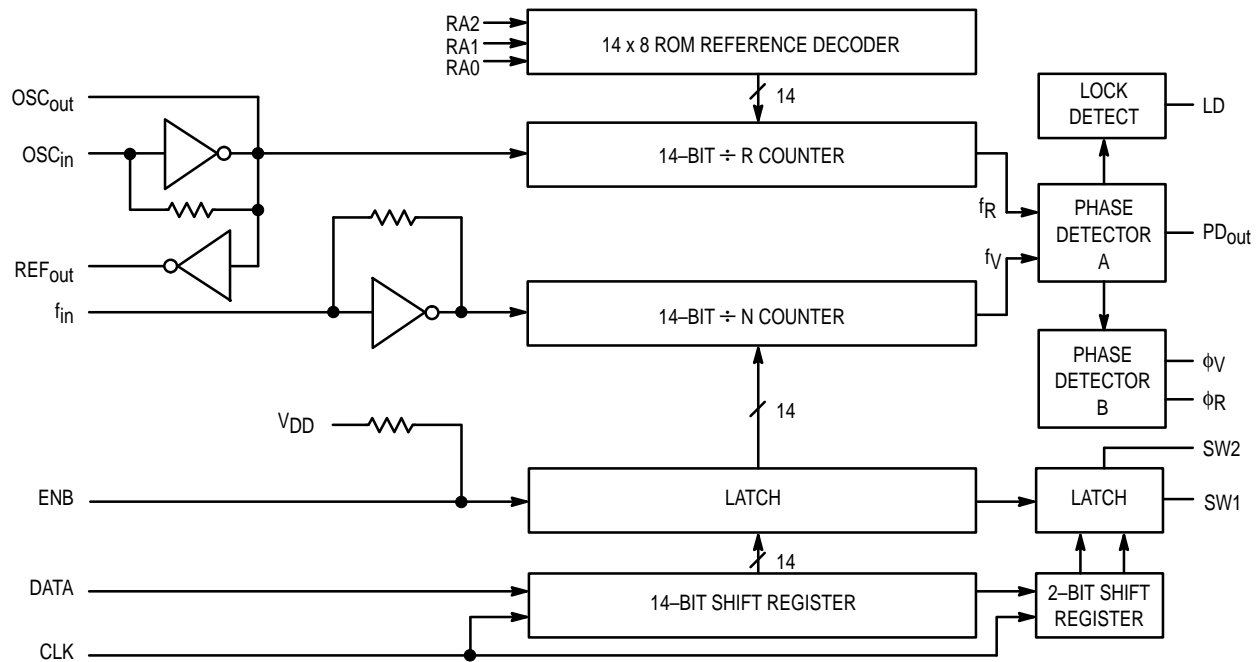 RA2
RA1
RA0
14 x 8 ROM REFERENCE DECODER
14
OSCout
OSCin
14–BIT ÷ R COUNTER
LOCK
DETECT
LD
fR
PHASE
DETECTOR
A
PDout
REFout
fV
fin
14–BIT ÷ N COUNTER
PHASE
DETECTOR
B
ϕV
ϕR
14
VDD
SW2
ENB
LATCH
LATCH
SW1
14
DATA
14–BIT SHIFT REGISTER
2–BIT SHIFT
REGISTER
CLK